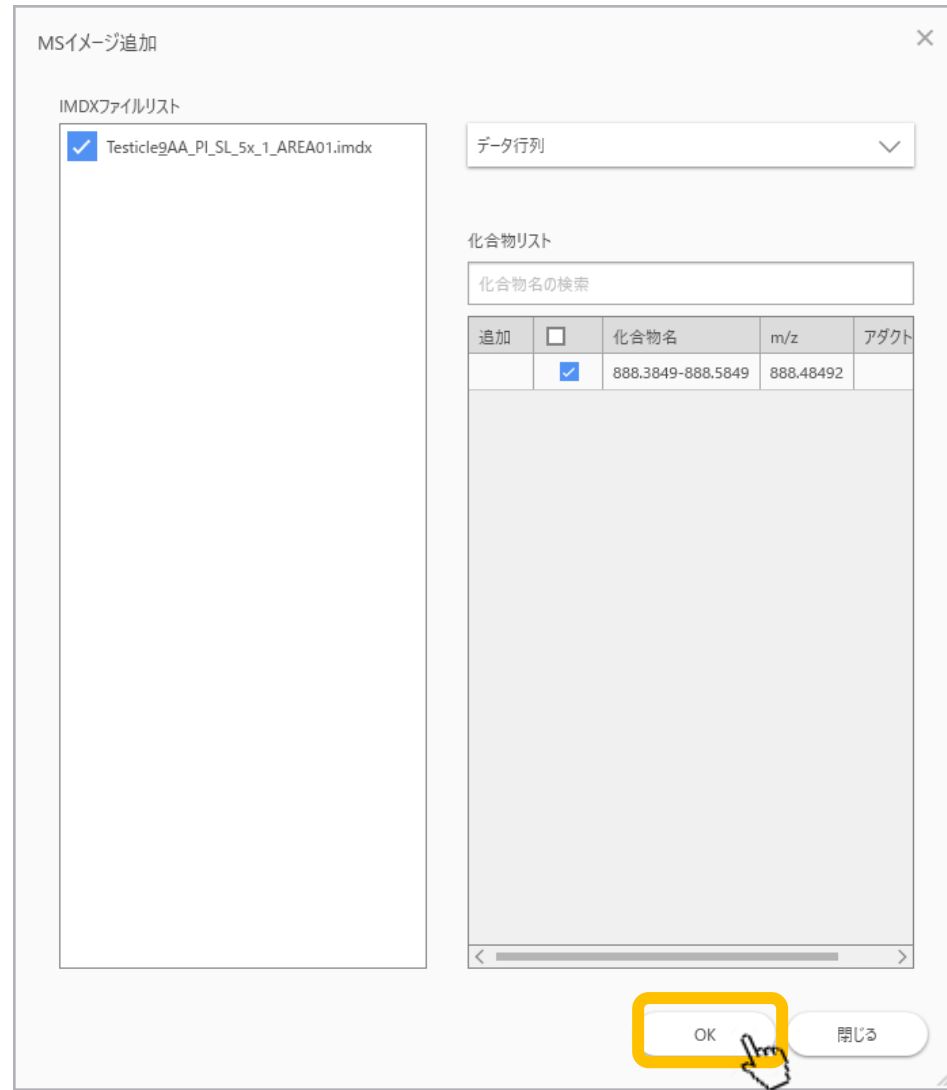 MSイメージ追加
IMDXファイルリスト
Testicle9AA_PI_SL_5x_1_AREA01.imdx
データ行列
化合物リスト
化合物名の検索
追加 化合物名 m/z アダクト
888.3849-888.5849 888.48492
OK 閉じる